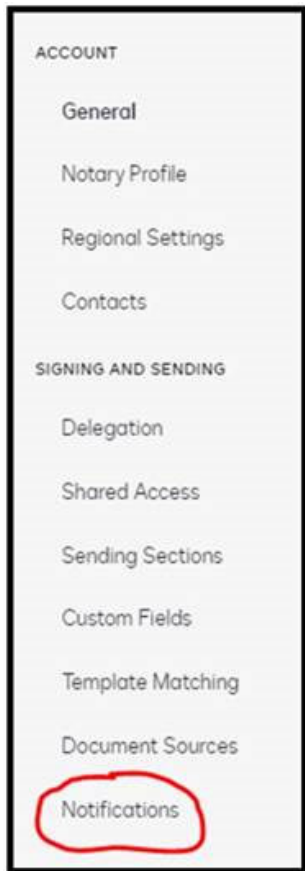 ACCOUNT
General
Notary Profile
Regional Settings
Contacts
SIGNING AND SENDING
Delegation
Shared Access
Sending Sections
Custom Fields
Template Matching
Document Sources
Notifications